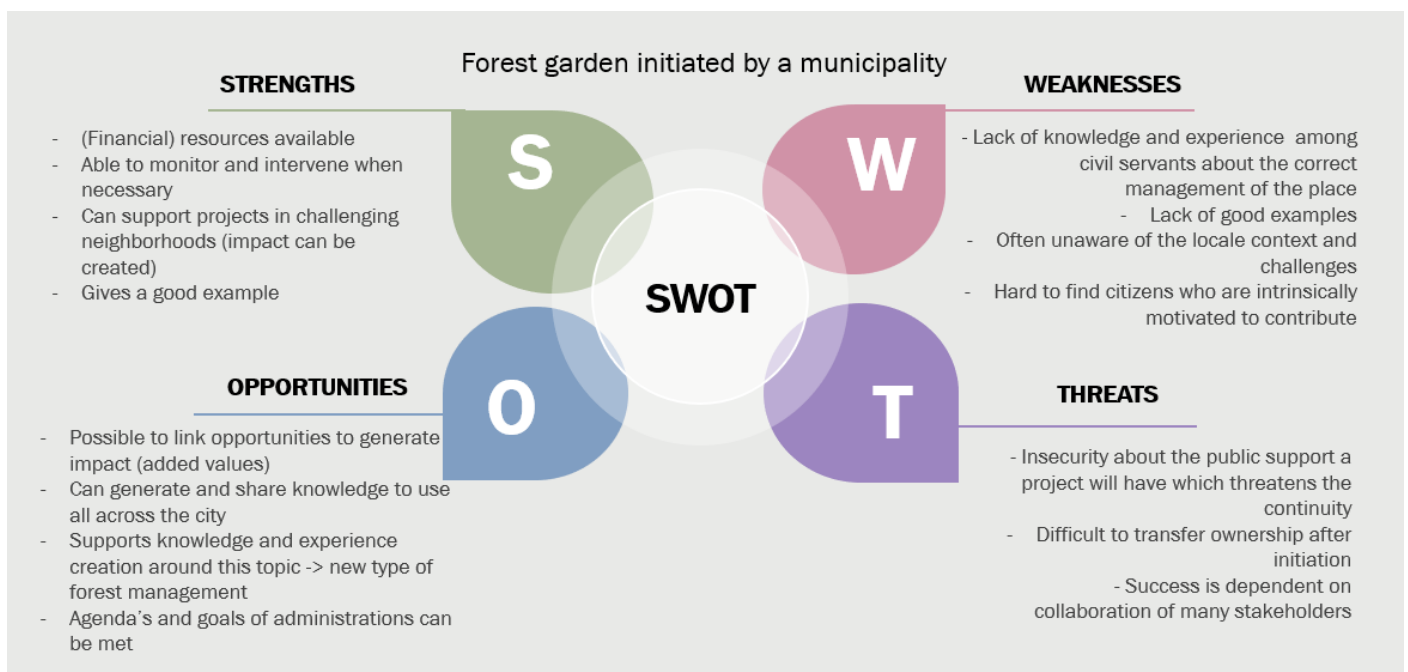 Forest garden initiated by a municipality
STRENGTHS
- (Financial) resources available
- Able to monitor and intervene when
necessary
- Can support projects in challenging
neighborhoods (impact can be
created)
- Gives a good example
S
W
WEAKNESSES
- Lack of knowledge and experience among
civil servants about the correct
management of the place
- Lack of good examples
- Often unaware of the locale context and
challenges
- Hard to find citizens who are intrinsically
motivated to contribute
SWOT
OPPORTUNITIES
- Possible to link opportunities to generate
impact (added values)
- Can generate and share knowledge to use
all across the city
- Supports knowledge and experience
creation around this topic -> new type of
forest management
- Agenda's and goals of administrations can
be met
O
T
THREATS
- Insecurity about the public support a
project will have which threatens the
continuity
- Difficult to transfer ownership after
initiation
- Success is dependent on
collaboration of many stakeholders